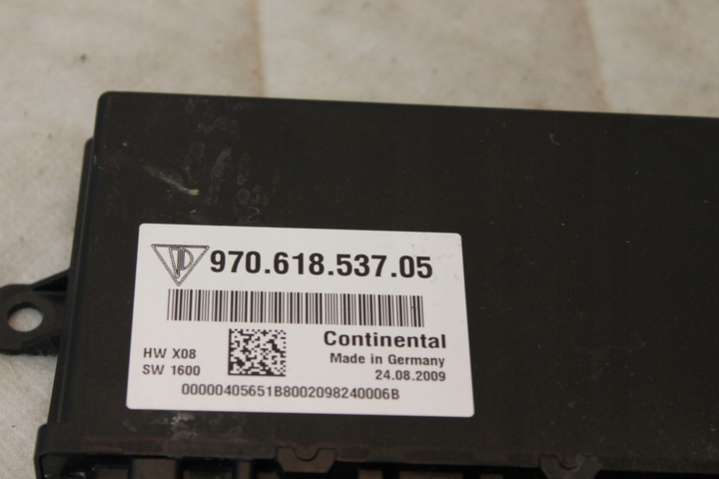 970.618.537.05
Continental
HW X08
Made in Germany
SW 1600
24.08.2009
00000405651B8002098240006B